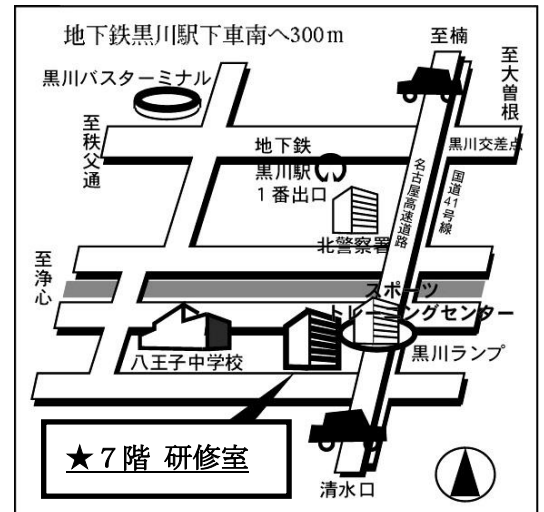 地下鉄黒川駅下車南へ300m
至楠
至大曽根
黒川バスターミナル
至秩父通
地下鉄
黒川駅
1番出口
黒川交差点
名古屋高速道路
国道41号線
北警察署
至浄心
スポーツ
トレーニングセンター
八王子中学校
黒川ランプ
★7階 研修室
清水口